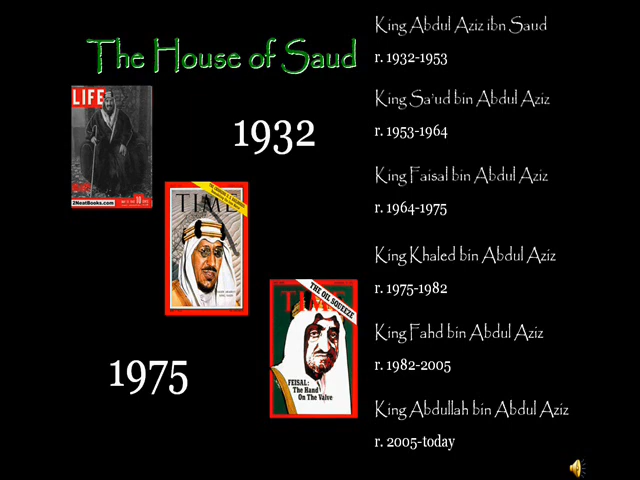 The House of Saud
LIFE
2NeatBooks.com
1932
TIME
TIME
THE OIL SQUEEZE
FEISAL:
The Hand
On The Valve
1975
King Abdul Aziz ibn Saud
r. 1932-1953
King Sa'ud bin Abdul Aziz
r. 1953-1964
King Faisal bin Abdul Aziz
r. 1964-1975
King Khaled bin Abdul Aziz
r. 1975-1982
King Fahd bin Abdul Aziz
r. 1982-2005
King Abdullah bin Abdul Aziz
r. 2005-today